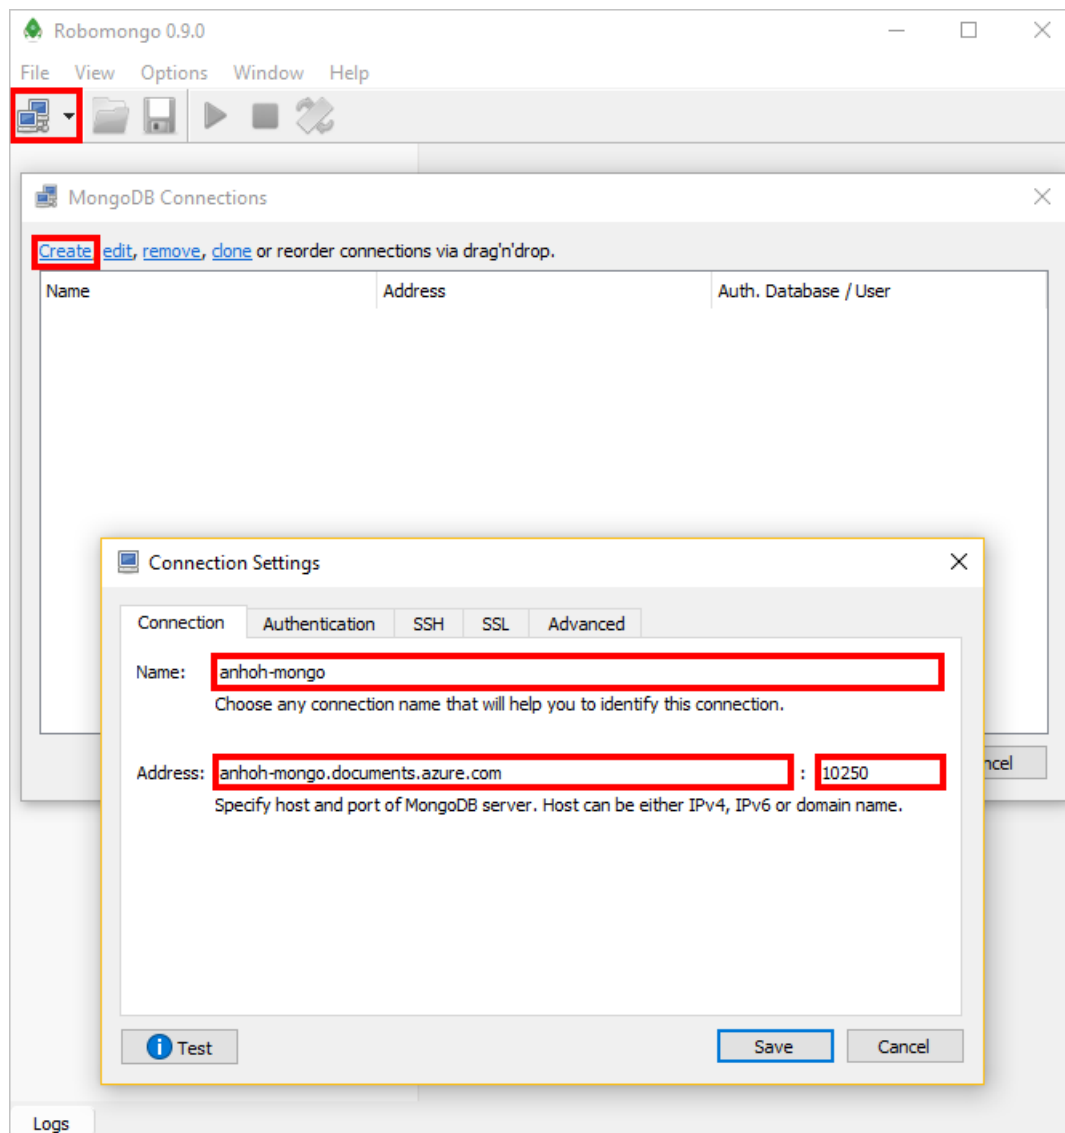 Robomongo 0.9.0
File View Options Window Help
MongoDB Connections
Create, edit, remove, clone or reorder connections via drag'n'drop.
Name Address Auth. Database / User
Connection Settings
Connection Authentication SSH SSL Advanced
Name: anhoh-mongo
Choose any connection name that will help you to identify this connection.
Address: anhoh-mongo.documents.azure.com : 10250
Specify host and port of MongoDB server. Host can be either IPv4, IPv6 or domain name.
Test Save Cancel
Logs